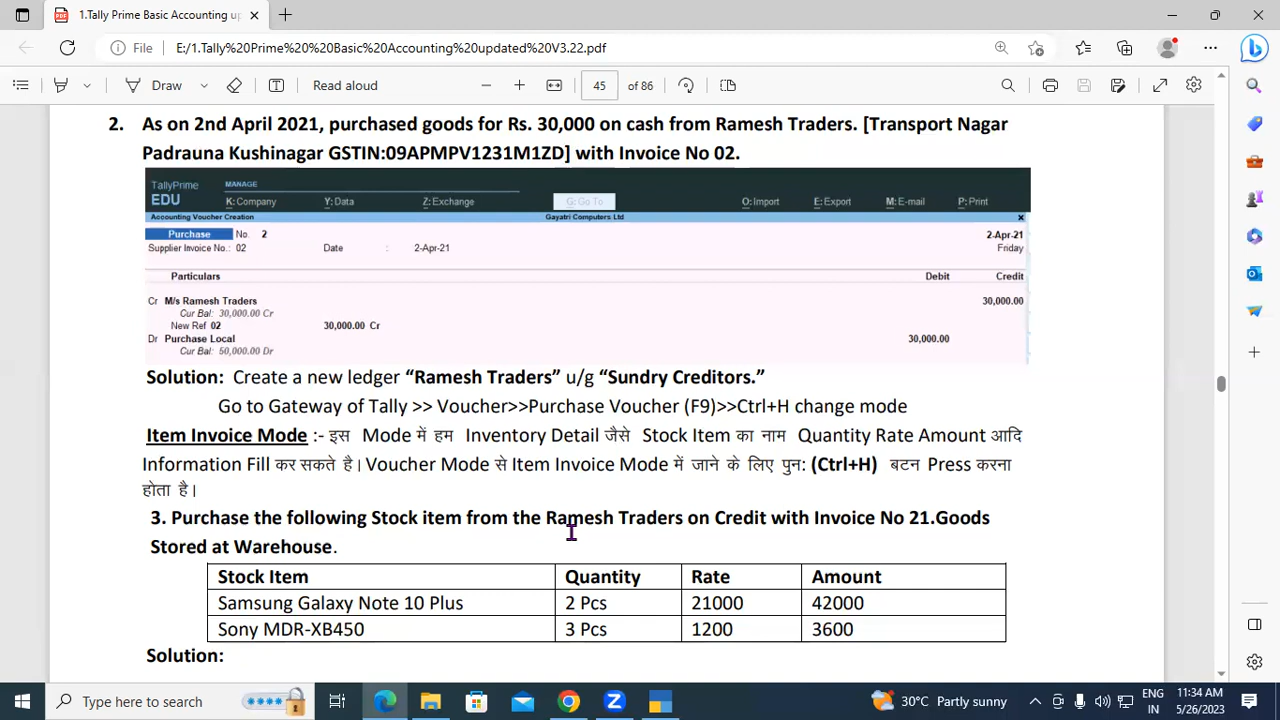 1.Tally Prime Basic Accounting up
File E:/1.Tally%20Prime%20%20Basic%20Accounting%20updated%20V3.22.pdf
Draw Read aloud 45 of 86
2. As on 2nd April 2021, purchased goods for Rs. 30,000 on cash from Ramesh Traders. [Transport Nagar
Padrauna Kushinagar GSTIN:09APMPV1231M1ZD] with Invoice No 02.
TallyPrime MANAGE
EDU K:Company Y:Data Z:Exchange G:Go To O:Import E:Export M:E-mail P:Print
Accounting Voucher Creation Gayatri Computers Ltd
Purchase No. 2 2-Apr-21
Supplier Invoice No.: 02 Date : 2-Apr-21 Friday
Particulars Debit Credit
Cr M/s Ramesh Traders 30,000.00
Cur Bal: 30,000.00 Cr
New Ref 02 30,000.00 Cr
Dr Purchase Local 30,000.00
Cur Bal: 50,000.00 Dr
Solution: Create a new ledger “Ramesh Traders” u/g “Sundry Creditors.”
Go to Gateway of Tally >> Voucher>>Purchase Voucher (F9)>>Ctrl+H change mode
Item Invoice Mode :- इस Mode में हम Inventory Detail जैसे Stock Item का नाम Quantity Rate Amount आदि
Information Fill कर सकते है। Voucher Mode से Item Invoice Mode में जाने के लिए पुन: (Ctrl+H) बटन Press करना
होता है।
3. Purchase the following Stock item from the Ramesh Traders on Credit with Invoice No 21.Goods
Stored at Warehouse.
Stock Item Quantity Rate Amount
Samsung Galaxy Note 10 Plus 2 Pcs 21000 42000
Sony MDR-XB450 3 Pcs 1200 3600
Solution:
Type here to search 30°C Partly sunny ENG 11:34 AM
IN 5/26/2023